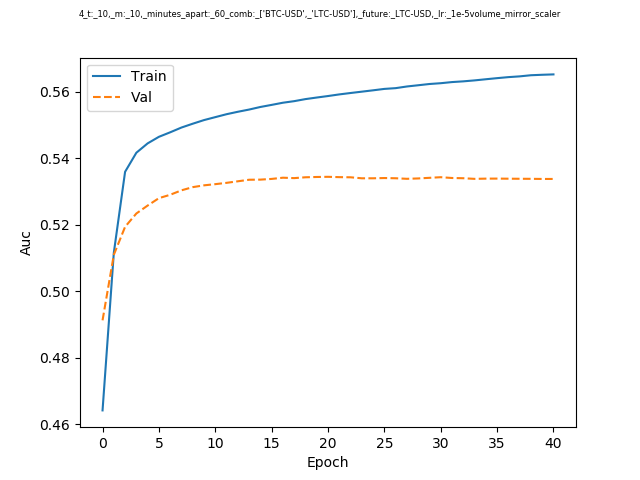 4_t:_10,_m:_10,_minutes_apart:_60_comb:_['BTC-USD',_'LTC-USD'],_future:_LTC-USD,_lr:_1e-5volume_mirror_scaler
Train
Val
0.56
0.54
0.52
0.50
0.48
0.46
Auc
0 5 10 15 20 25 30 35 40
Epoch